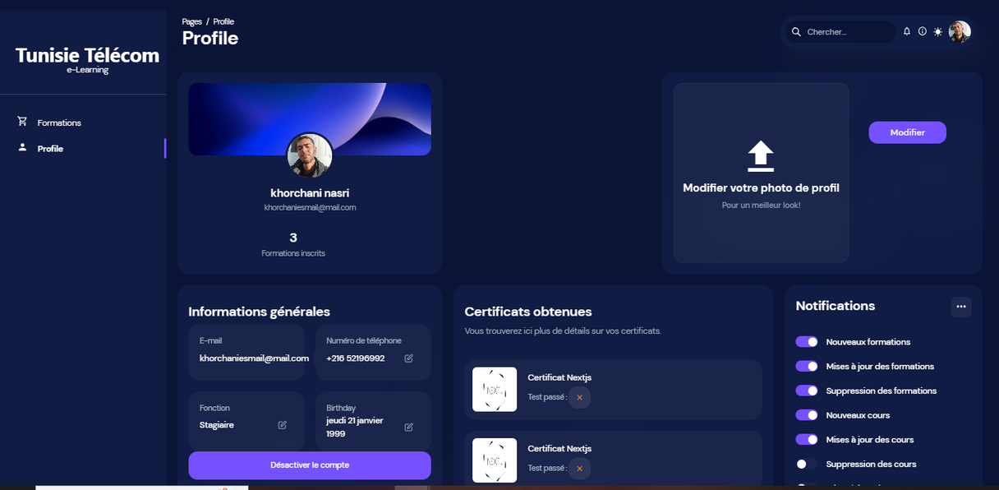 Tunisie Télécom
e-Learning
Formations
Profile
Pages / Profile
Profile
Chercher...
khorchani nasri
khorchaniesmail@mail.com
3
Formations inscrits
Modifier votre photo de profil
Pour un meilleur look!
Modifier
Informations générales
E-mail
khorchaniesmail@mail.com
Numéro de téléphone
+216 52196992
Fonction
Stagiaire
Birthday
jeudi 21 janvier
1999
Désactiver le compte
Certificats obtenues
Vous trouverez ici plus de détails sur vos certificats.
NEXT.
Certificat Nextjs
Test passé :
NEXT.
Certificat Nextjs
Test passé :
Notifications
Nouveaux formations
Mises à jour des formations
Suppression des formations
Nouveaux cours
Mises à jour des cours
Suppression des cours